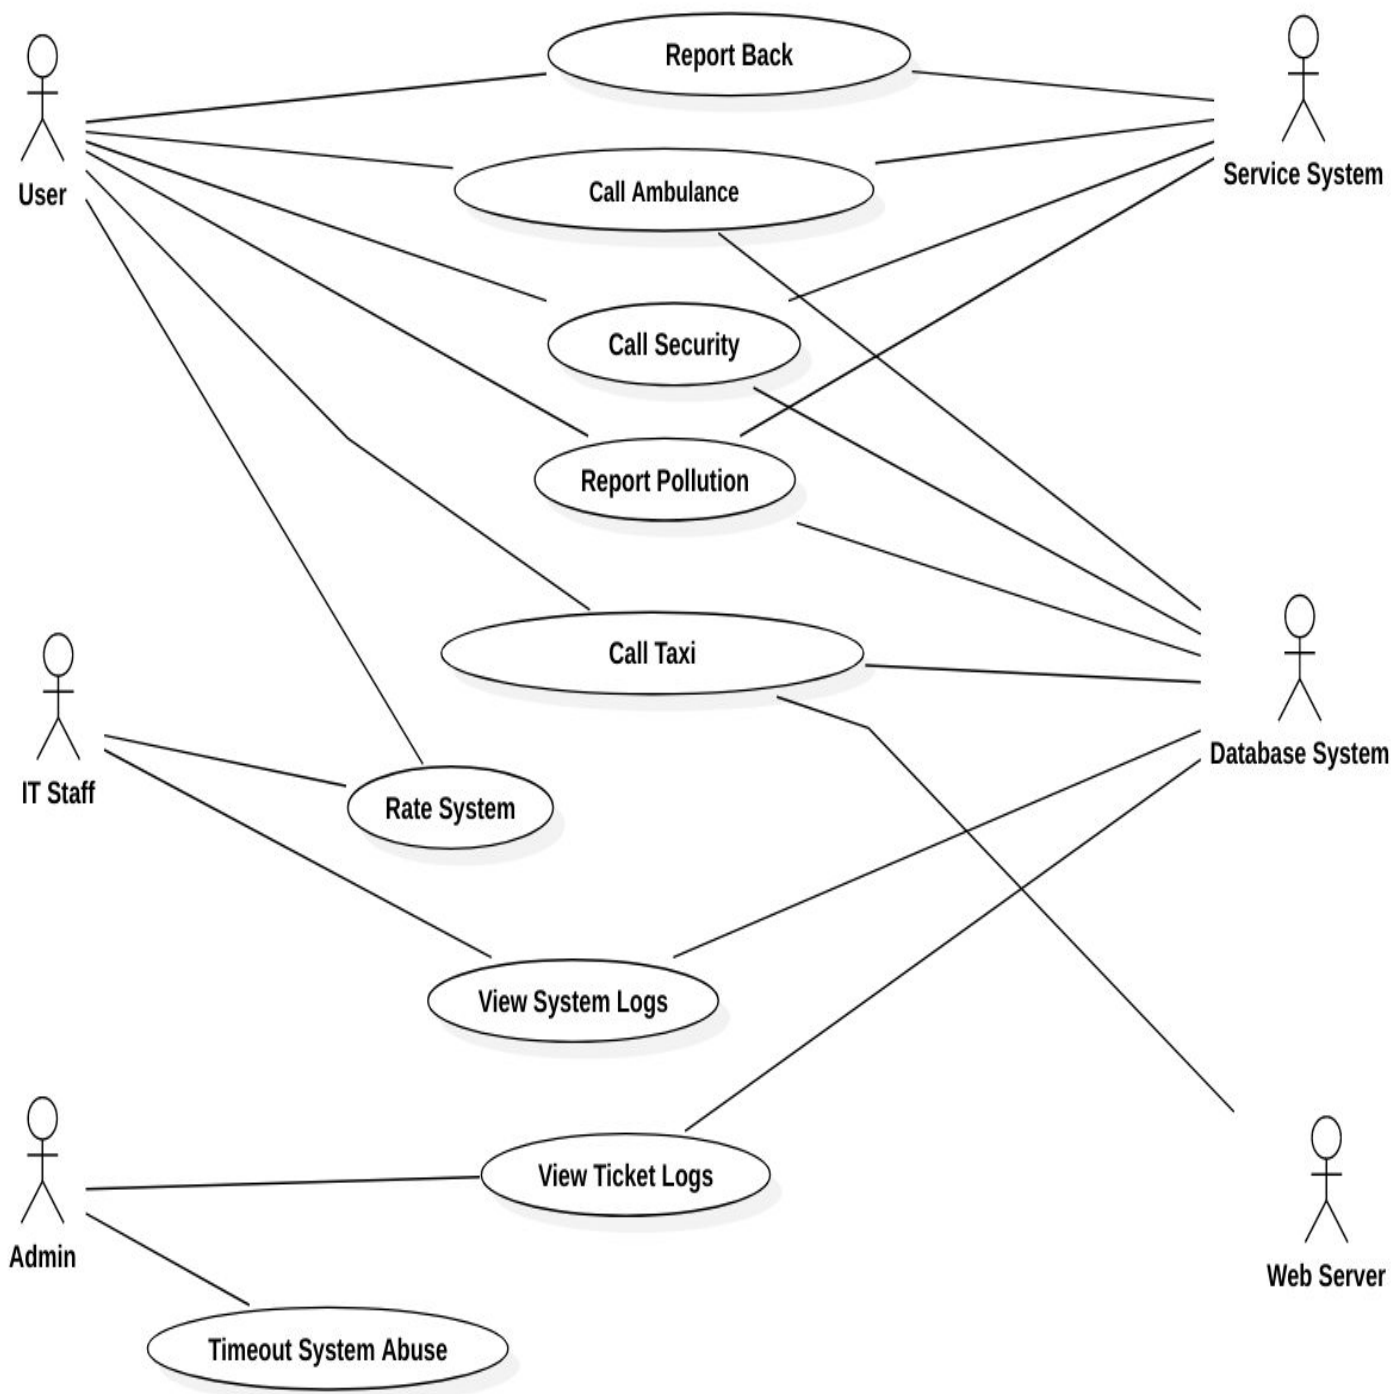 Report Back
Service System
User
Call Ambulance
Call Security
Report Pollution
Call Taxi
Database System
IT Staff
Rate System
View System Logs
View Ticket Logs
Admin
Web Server
Timeout System Abuse